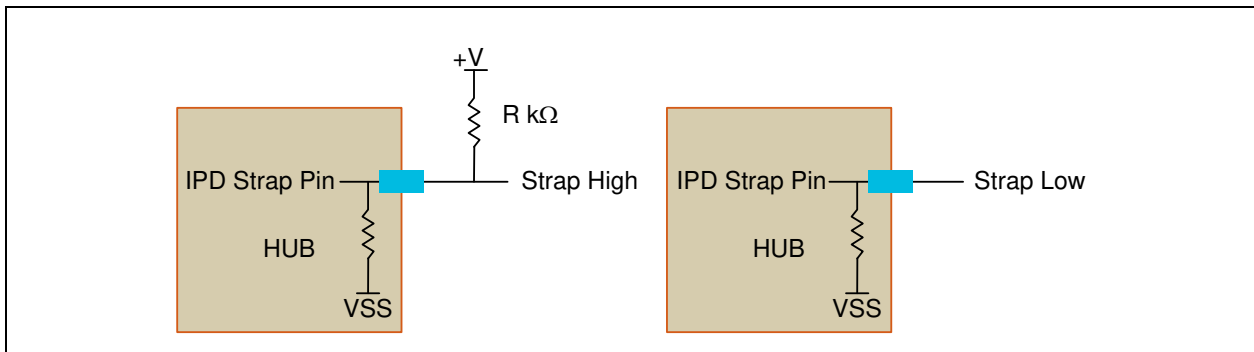 +V
R kΩ
IPD Strap Pin
Strap High
HUB
VSS
IPD Strap Pin
Strap Low
HUB
VSS